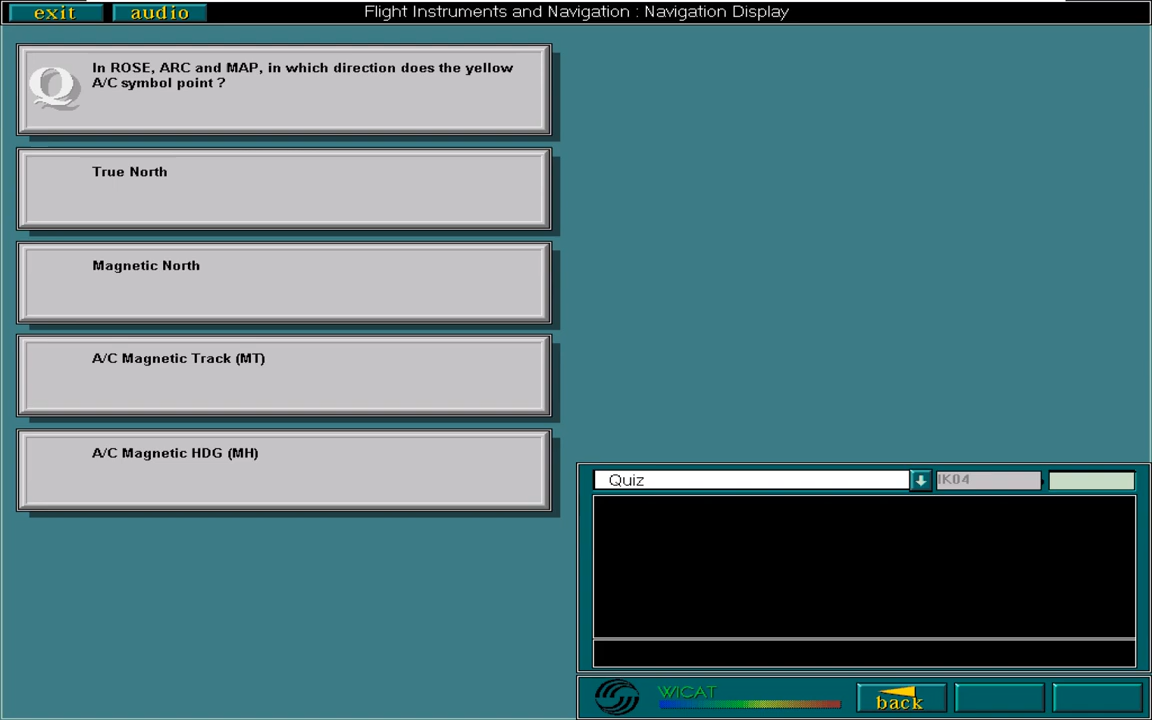 exit
audio
Flight Instruments and Navigation : Navigation Display
Q
In ROSE, ARC and MAP, in which direction does the yellow
A/C symbol point ?
True North
Magnetic North
A/C Magnetic Track (MT)
A/C Magnetic HDG (MH)
Quiz
IK04
WICAT
back